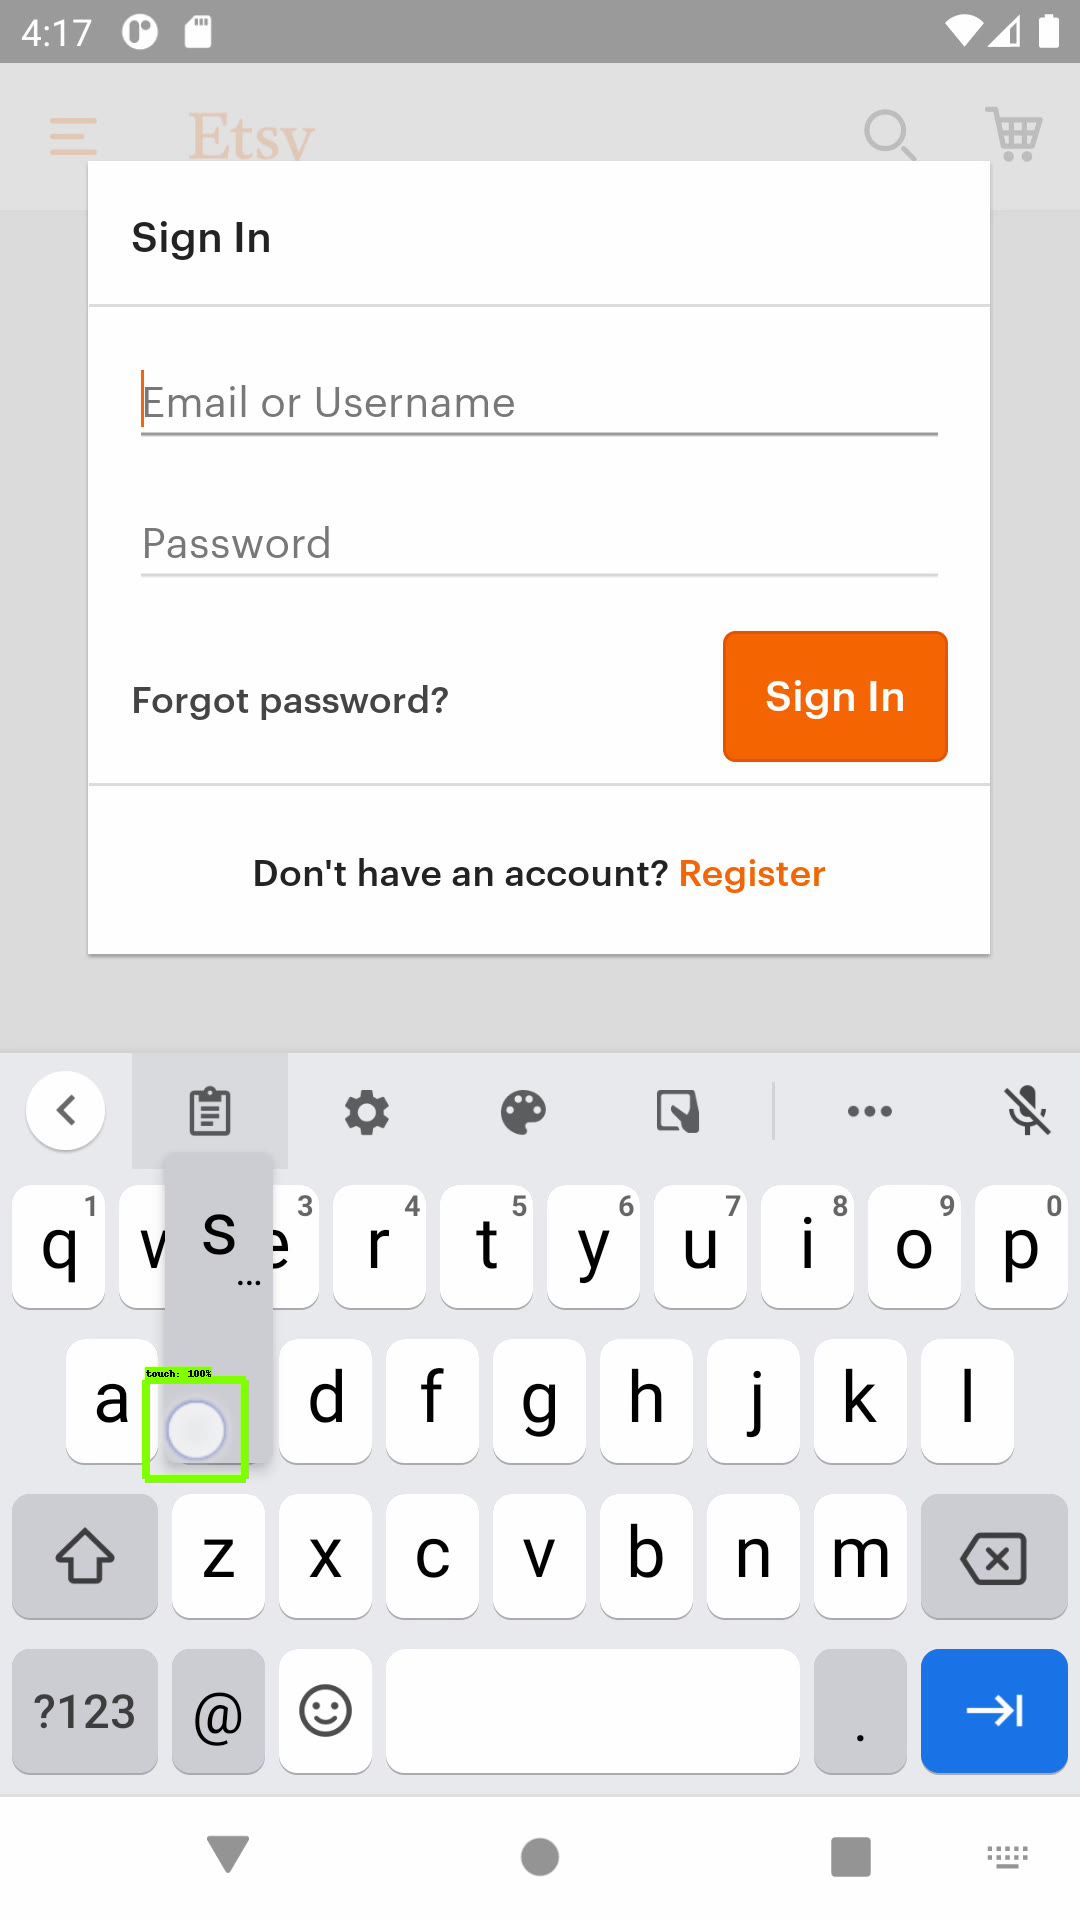 4:17
Etsy
Sign In
Email or Username
Password
Forgot password?
Sign In
Don't have an account? Register
s
...
q 1 w e 3 r 4 t 5 y 6 u 7 i 8 o 9 p 0
touch: 100%
a d f g h j k l
z x c v b n m
?123 @ .